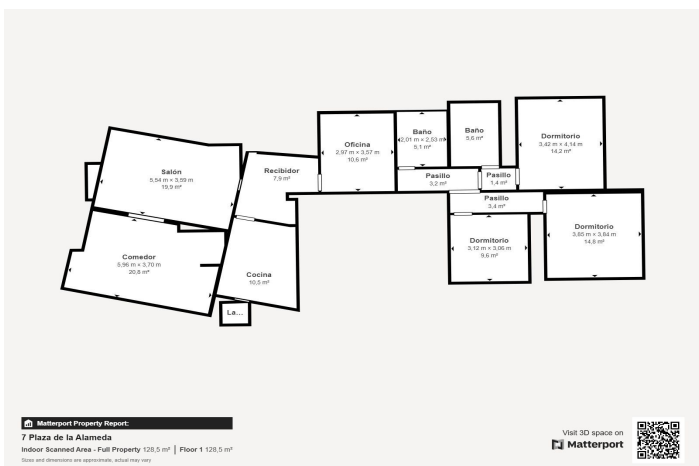 Salón
5,54 m × 3,59 m
19,9 m²
Recibidor
7,9 m²
Oficina
2,97 m × 3,57 m
10,6 m²
Baño
2,01 m × 2,53 m
5,1 m²
Baño
5,6 m²
Dormitorio
3,42 m × 4,14 m
14,2 m²
Pasillo
3,2 m²
Pasillo
1,4 m²
Pasillo
3,4 m²
Comedor
5,96 m × 3,70 m
20,8 m²
Cocina
10,5 m²
La...
Dormitorio
3,12 m × 3,06 m
9,6 m²
Dormitorio
3,85 m × 3,84 m
14,8 m²
Matterport Property Report:
7 Plaza de la Alameda
Indoor Scanned Area - Full Property 128,5 m² | Floor 1 128,5 m²
Sizes and dimensions are approximate, actual may vary
Visit 3D space on
Matterport